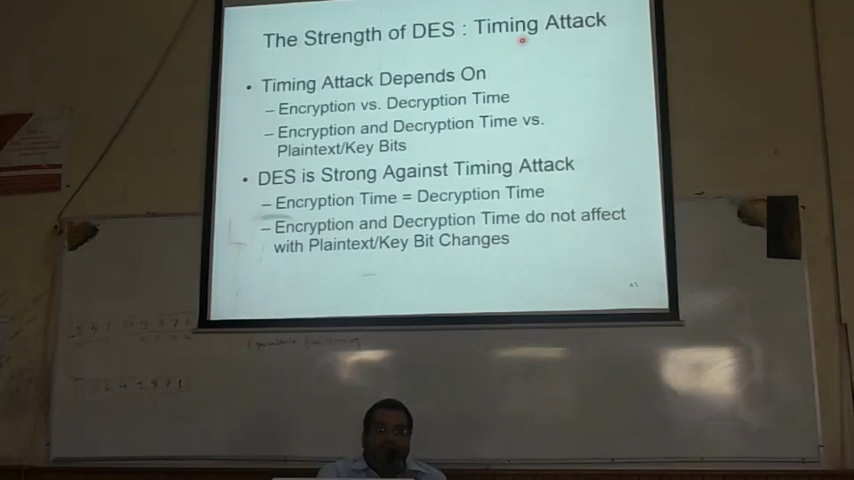 The Strength of DES : Timing Attack
• Timing Attack Depends On
– Encryption vs. Decryption Time
– Encryption and Decryption Time vs.
Plaintext/Key Bits
• DES is Strong Against Timing Attack
– Encryption Time = Decryption Time
– Encryption and Decryption Time do not affect
with Plaintext/Key Bit Changes